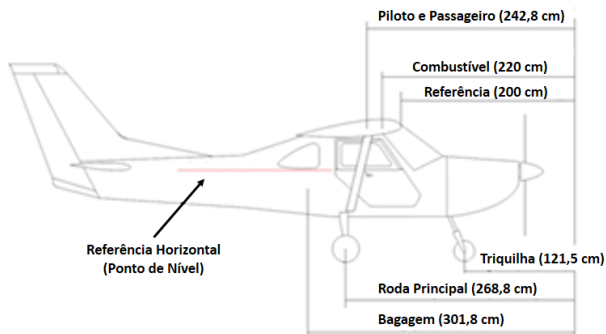 Piloto e Passageiro (242,8 cm)
Combustível (220 cm)
Referência (200 cm)
Referência Horizontal
(Ponto de Nível)
Triquilha (121,5 cm)
Roda Principal (268,8 cm)
Bagagem (301,8 cm)